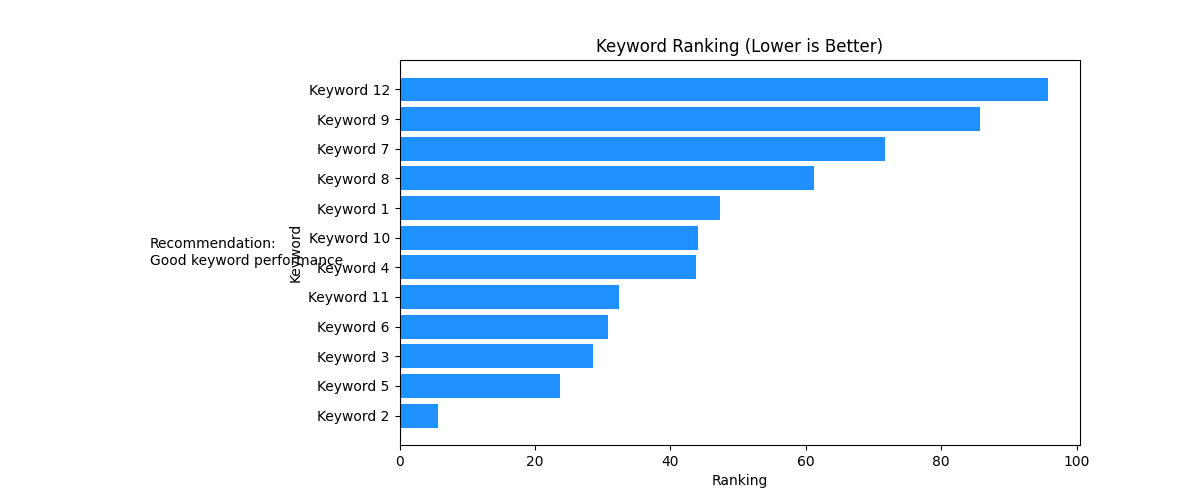 Keyword Ranking (Lower is Better)
Keyword 12
Keyword 9
Keyword 7
Keyword 8
Keyword 1
Keyword 10
Keyword 4
Keyword 11
Keyword 6
Keyword 3
Keyword 5
Keyword 2
Keyword
Recommendation:
Good keyword performance
0 20 40 60 80 100
Ranking